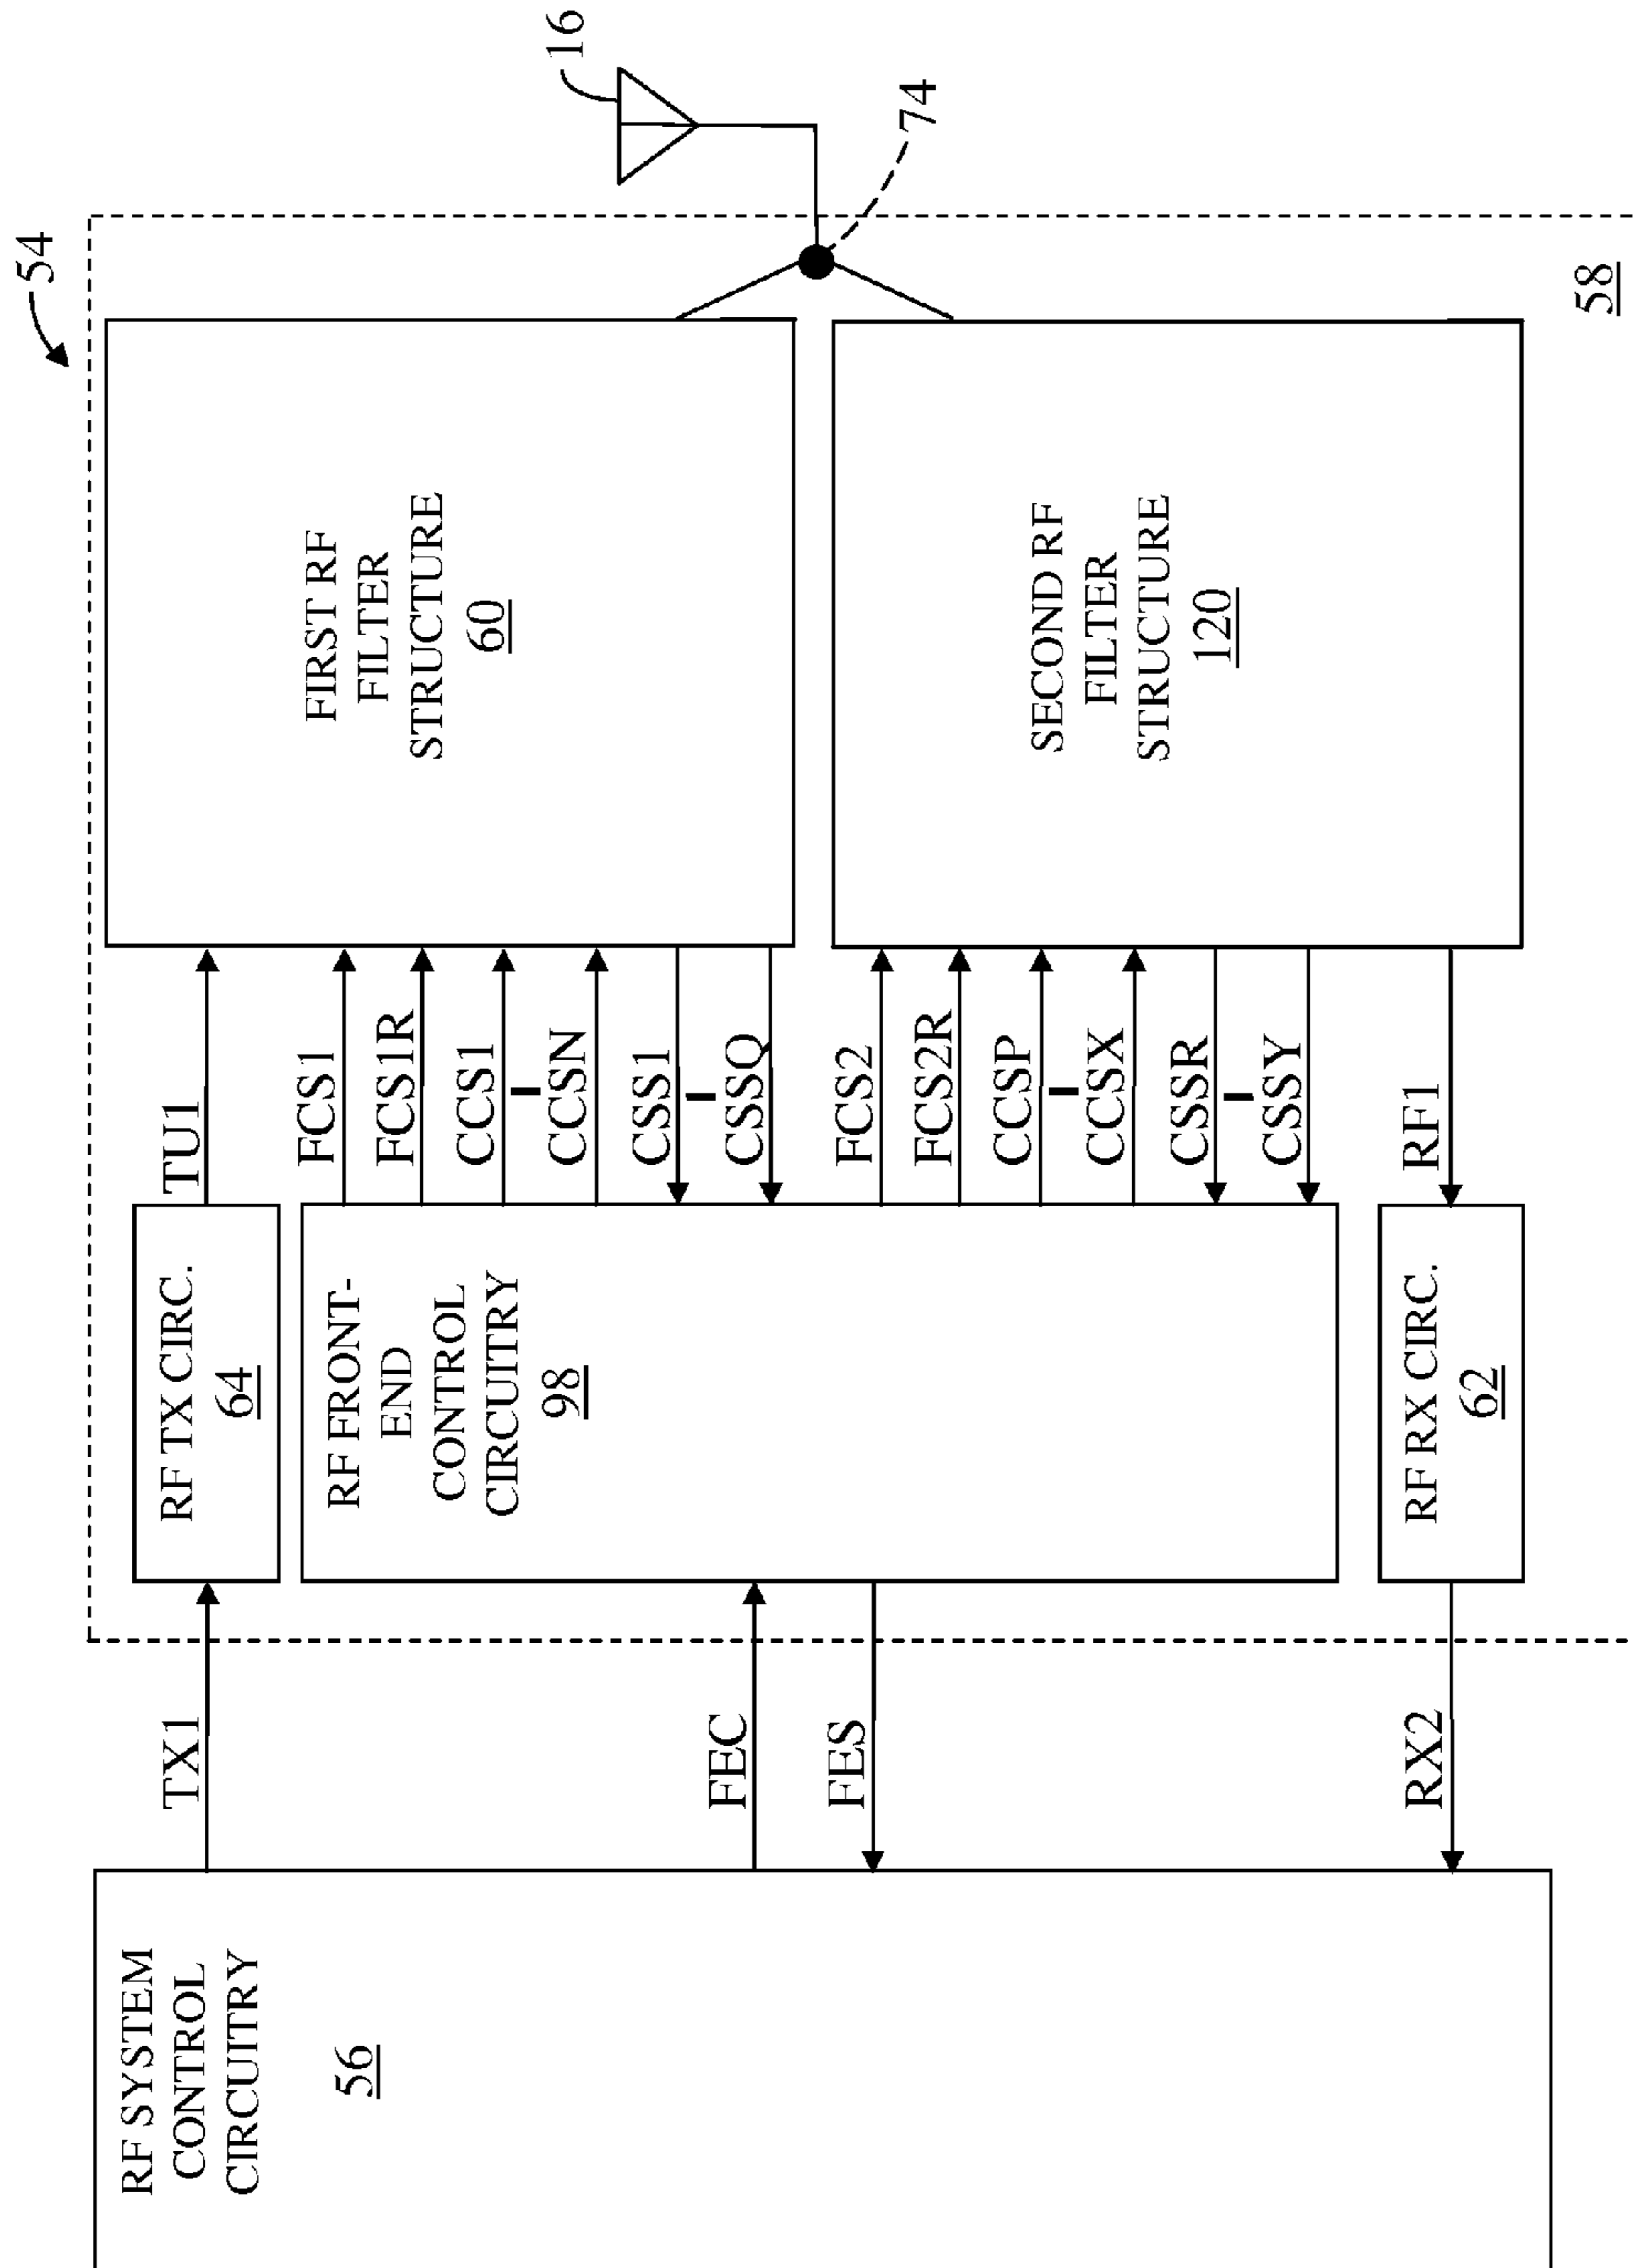 54
16
74
58
RF SYSTEM
CONTROL
CIRCUITRY
56
TX1
FEC
FES
RX2
RF TX CIRC.
64
RF FRONT-
END
CONTROL
CIRCUITRY
98
RF RX CIRC.
62
TU1
FCS1
FCS1R
CCS1
-
CCSN
CSS1
-
CSSQ
FCS2
FCS2R
CCSP
-
CCSX
CSSR
-
CSSY
RF1
FIRST RF
FILTER
STRUCTURE
60
SECOND RF
FILTER
STRUCTURE
120